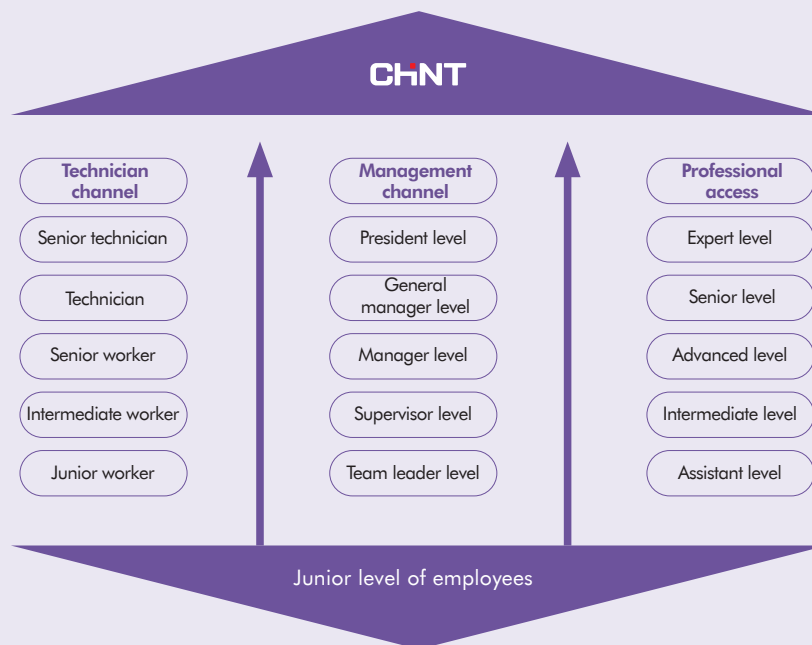 CHNT
Technician
channel
Senior technician
Technician
Senior worker
Intermediate worker
Junior worker
Management
channel
President level
General
manager level
Manager level
Supervisor level
Team leader level
Professional
access
Expert level
Senior level
Advanced level
Intermediate level
Assistant level
Junior level of employees